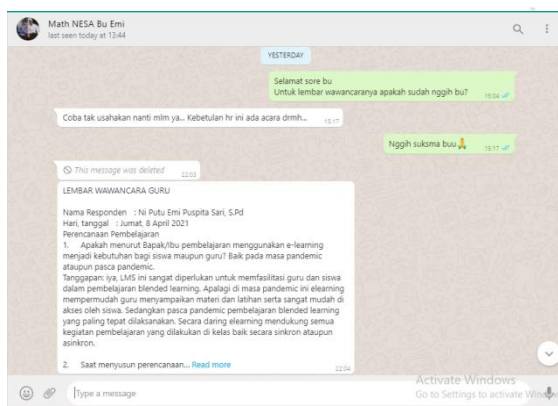 Math NESA Bu Emi
last seen today at 13:44
YESTERDAY
Selamat sore bu
Untuk lembar wawancaranya apakah sudah nggih bu?
15:04
Coba tak usahakan nanti mlm ya... Kebetulan hr ini ada acara drmh...
15:17
Nggih suksma buu🙏
15:17
This message was deleted
22:03
LEMBAR WAWANCARA GURU
Nama Responden : Ni Putu Emi Puspita Sari, S.Pd
Hari, tanggal : Jumat, 8 April 2021
Perencanaan Pembelajaran
1. Apakah menurut Bapak/Ibu pembelajaran menggunakan e-learning
menjadi kebutuhan bagi siswa maupun guru? Baik pada masa pandemic
ataupun pasca pandemic.
Tanggapan: iya, LMS ini sangat diperlukan untuk memfasilitasi guru dan siswa
dalam pembelajaran blended learning. Apalagi di masa pandemic ini elearning
mempermudah guru menyampaikan materi dan latihan serta sangat mudah di
akses oleh siswa. Sedangkan pasca pandemic pembelajaran blended learning
yang paling tepat dilaksanakan. Secara daring elearning mendukung semua
kegiatan pembelajaran yang dilakukan di kelas baik secara sinkron ataupun
asinkron.
2. Saat menyusun perencanaan... Read more
22:04
Activate Windows
Go to Settings to activate Windows
Type a message